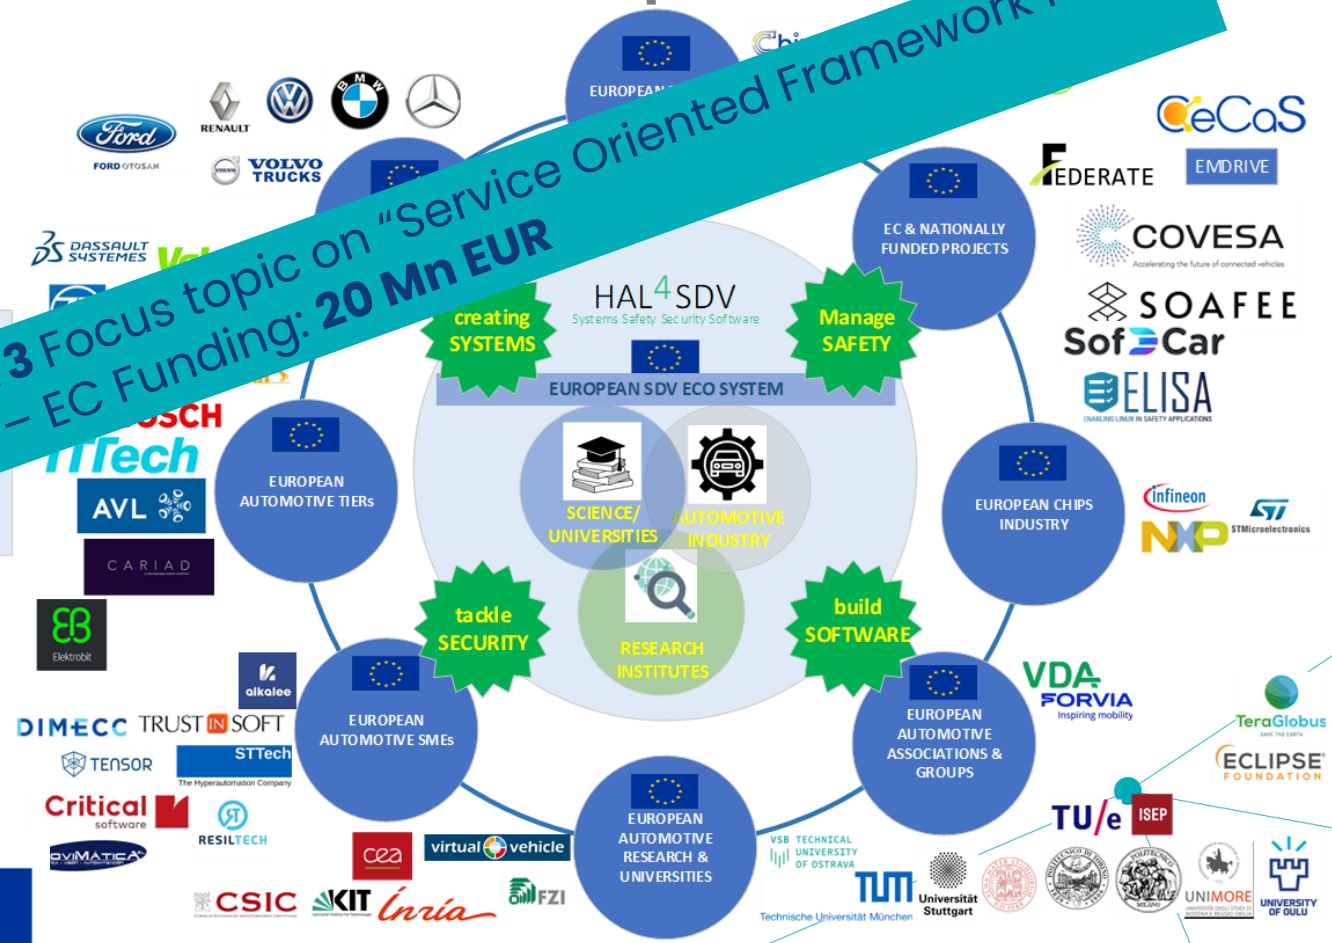 3 Focus topic on "Service Oriented Framework
– EC Funding: 20 Mn EUR
EUROPEAN
RENAULT
BMW
Ford
FORD OTOSAN
VOLVO
VOLVO
TRUCKS
DASSAULT
SYSTEMES
CeCaS
FEDERATE
EMDRIVE
EC & NATIONALLY
FUNDED PROJECTS
COVESA
Accelerating the future of connected vehicles
SOAFEE
SofDCar
ELISA
ENABLING LINUX IN SAFETY APPLICATIONS
HAL4SDV
Systems Safety Security Software
creating
SYSTEMS
Manage
SAFETY
EUROPEAN SDV ECO SYSTEM
SCIENCE/
UNIVERSITIES
AUTOMOTIVE
INDUSTRY
RESEARCH
INSTITUTES
tackle
SECURITY
build
SOFTWARE
TTTech
AVL
CARIAD
EB
Elektrobit
EUROPEAN
AUTOMOTIVE TIERs
EUROPEAN CHIPS
INDUSTRY
infineon
NXP
STMicroelectronics
alkalee
DIMECC
TRUST IN SOFT
TENSOR
STTech
The Hyperautomation Company
Critical
software
RESILTECH
EUROPEAN
AUTOMOTIVE SMEs
EUROPEAN
AUTOMOTIVE
ASSOCIATIONS &
GROUPS
VDA
FORVIA
Inspiring mobility
TeraGlobus
SAVE THE EARTH
ECLIPSE
FOUNDATION
EUROPEAN
AUTOMOTIVE
RESEARCH &
UNIVERSITIES
cea
virtual vehicle
CSIC
KIT
Inria
FZI
VSB TECHNICAL
UNIVERSITY
OF OSTRAVA
TUM
Technische Universität München
Universität
Stuttgart
TU/e
ISEP
UNIMORE
UNIVERSITY
OF OULU